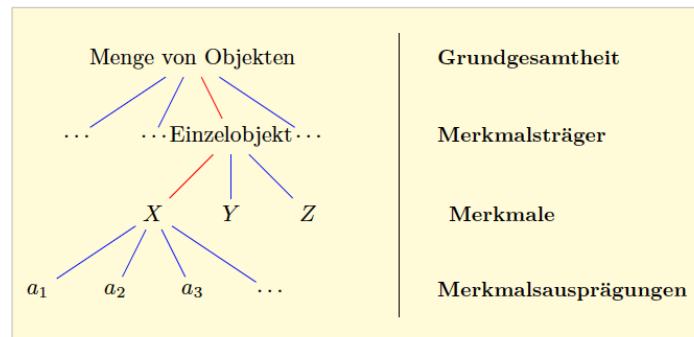 Menge von Objekten Grundgesamtheit
... ...Einzelobjekt... Merkmalsträger
X Y Z Merkmale
a₁ a₂ a₃ ... Merkmalsausprägungen